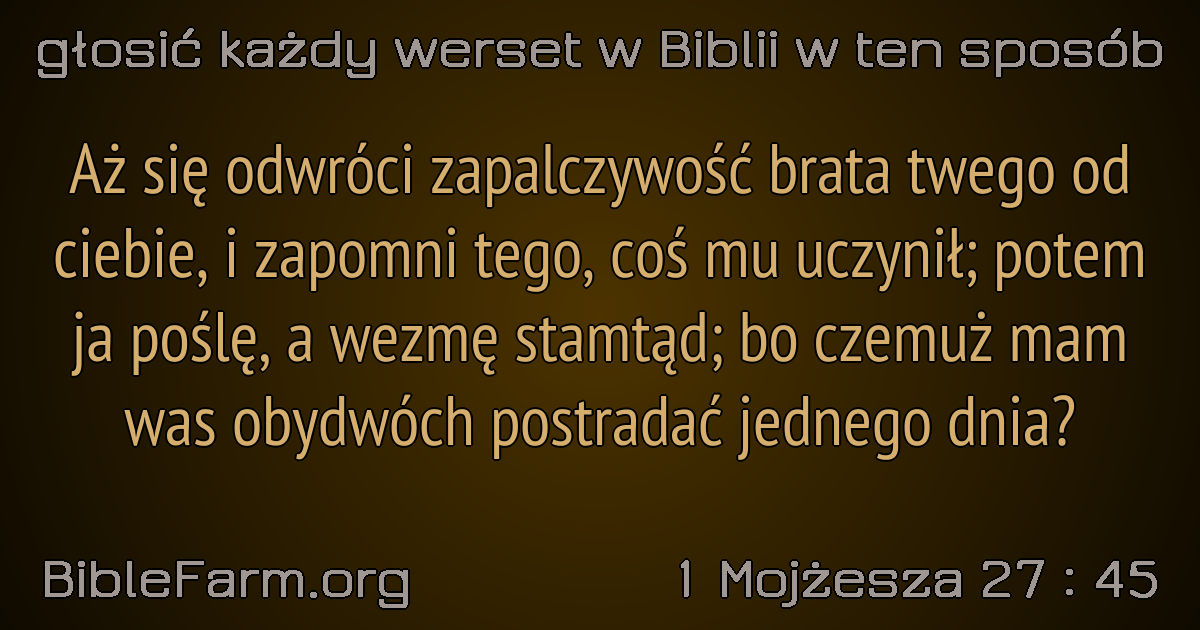 głosić każdy werset w Biblii w ten sposób
Aż się odwróci zapalczywość brata twego od
ciebie, i zapomni tego, coś mu uczynił; potem
ja poślę, a wezmę stamtąd; bo czemuż mam
was obydwóch postradać jednego dnia?
BibleFarm.org
1 Mojżesza 27 : 45